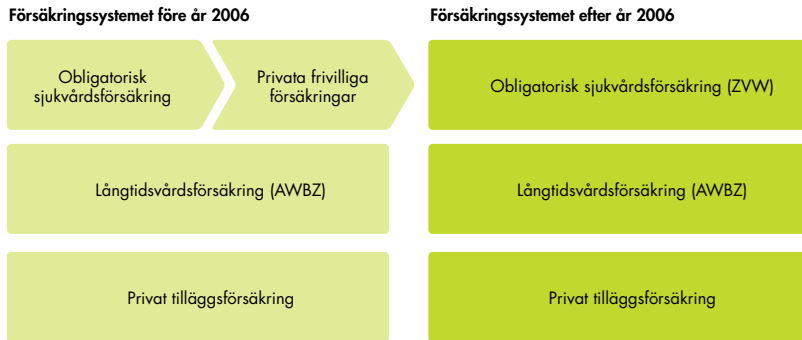 Försäkringssystemet före år 2006
Obligatorisk
sjukvårdsförsäkring
Privata frivilliga
försäkringar
Långtidsvårdsförsäkring (AWBZ)
Privat tilläggsförsäkring
Försäkringssystemet efter år 2006
Obligatorisk sjukvårdsförsäkring (ZVW)
Långtidsvårdsförsäkring (AWBZ)
Privat tilläggsförsäkring